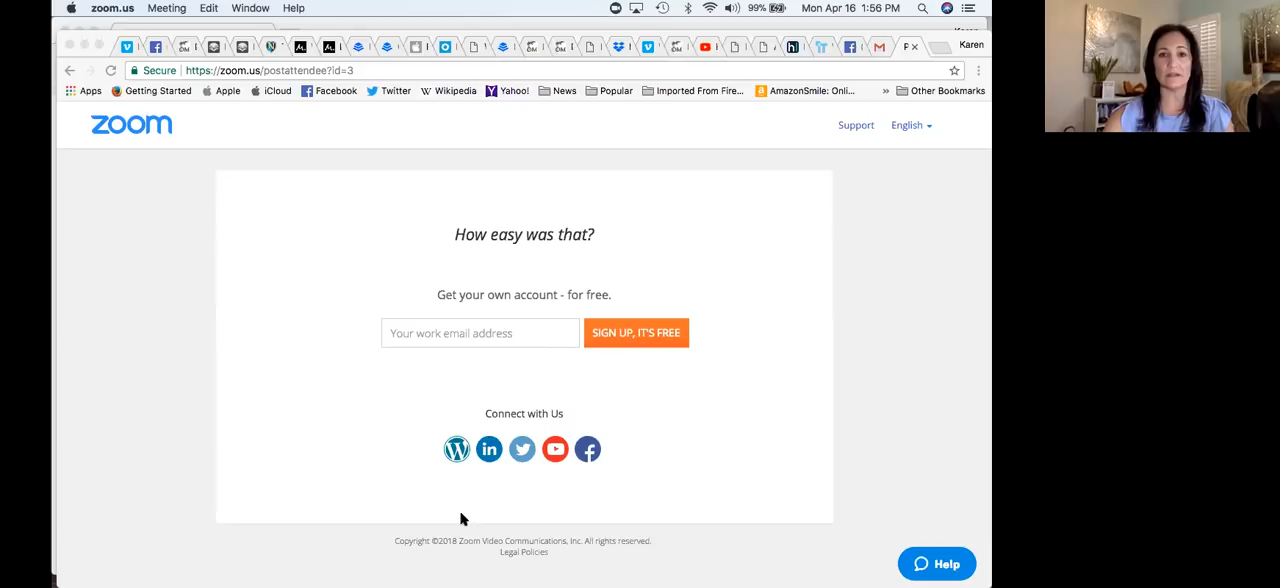 zoom.us Meeting Edit Window Help 99% Mon Apr 16 1:56 PM
Karen
Secure https://zoom.us/postattendee?id=3
Apps Getting Started Apple iCloud Facebook Twitter Wikipedia Yahoo! News Popular Imported From Fire... AmazonSmile: Onli... » Other Bookmarks
zoom Support English
How easy was that?
Get your own account - for free.
Your work email address SIGN UP, IT'S FREE
Connect with Us
Copyright ©2018 Zoom Video Communications, Inc. All rights reserved.
Legal Policies
Help